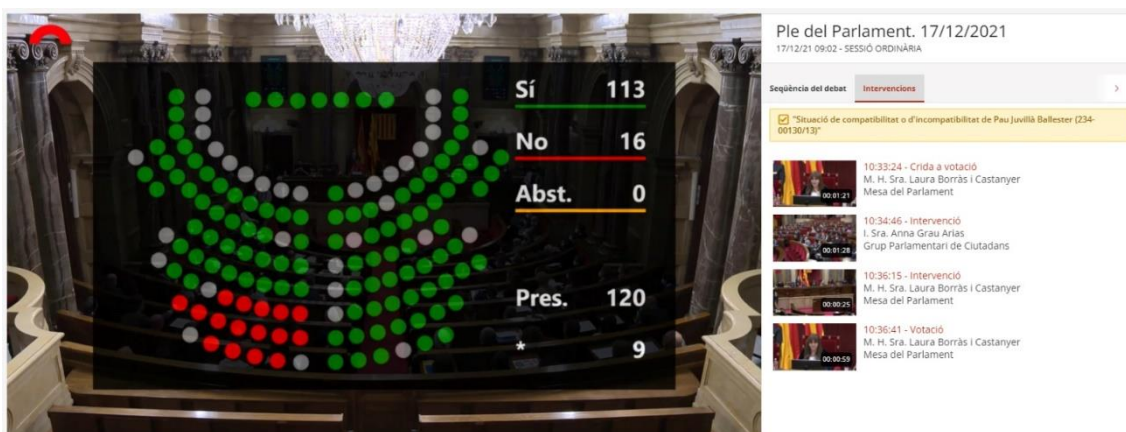 Sí 113
No 16
Abst. 0
Pres. 120
* 9
Ple del Parlament. 17/12/2021
17/12/21 09:02 - SESSIÓ ORDINÀRIA
Seqüència del debat Intervencions >
"Situació de compatibilitat o d'incompatibilitat de Pau Juvillà Ballester (234-
00130/13)"
10:33:24 - Crida a votació
M. H. Sra. Laura Borràs i Castanyer
Mesa del Parlament
00:01:21
10:34:46 - Intervenció
I. Sra. Anna Grau Arias
Grup Parlamentari de Ciutadans
00:01:28
10:36:15 - Intervenció
M. H. Sra. Laura Borràs i Castanyer
Mesa del Parlament
00:00:25
10:36:41 - Votació
M. H. Sra. Laura Borràs i Castanyer
Mesa del Parlament
00:00:59